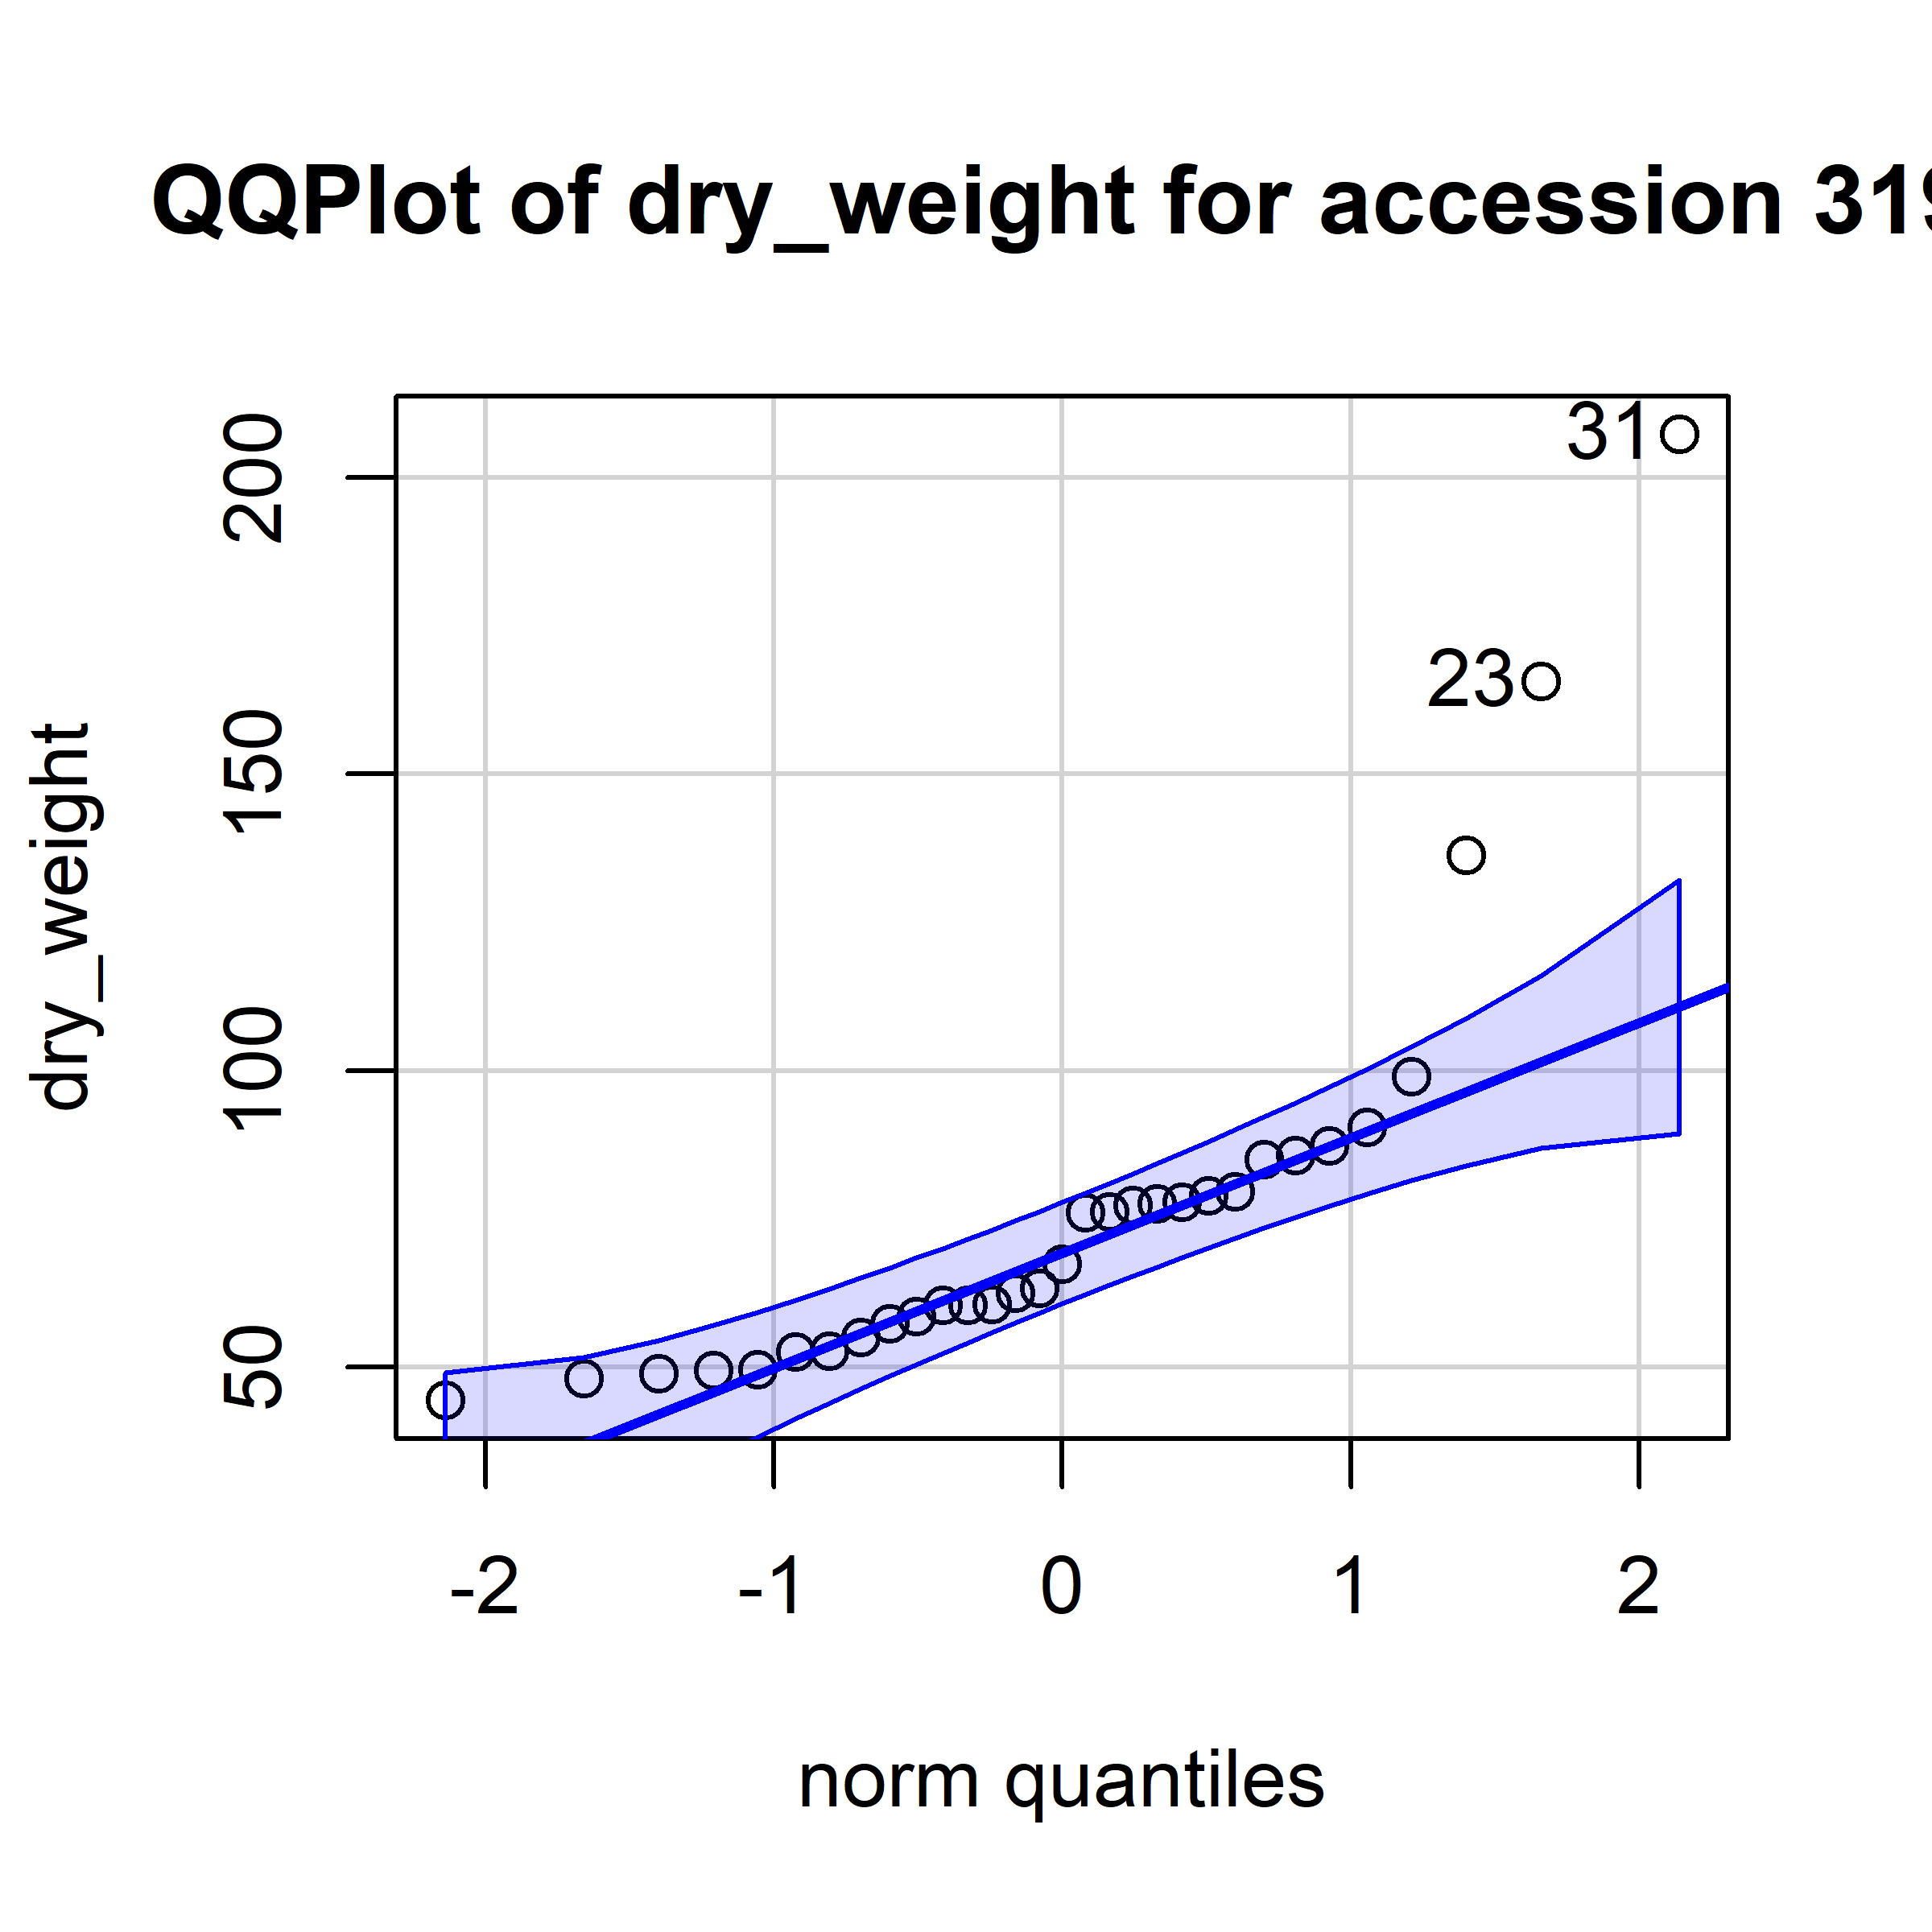 QQPlot of dry_weight for accession 319
dry_weight
200
150
100
50
31
23
-2 -1 0 1 2
norm quantiles